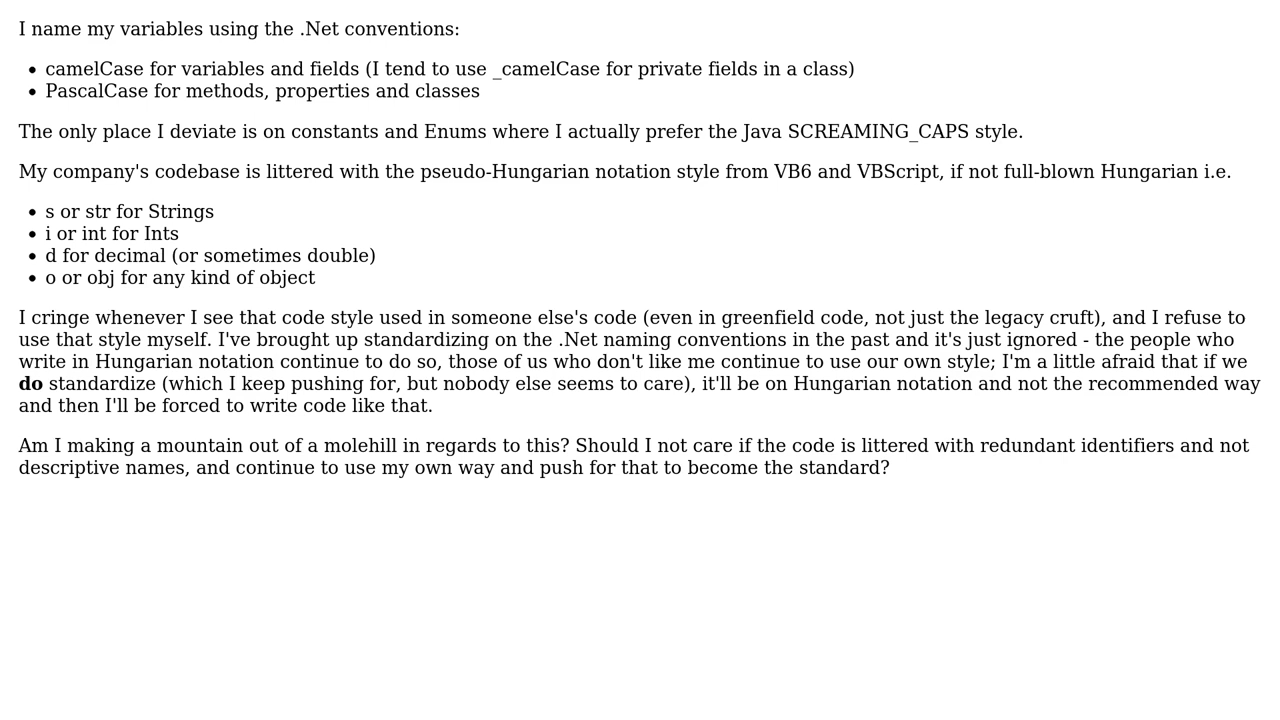 I name my variables using the .Net conventions:
• camelCase for variables and fields (I tend to use _camelCase for private fields in a class)
• PascalCase for methods, properties and classes
The only place I deviate is on constants and Enums where I actually prefer the Java SCREAMING_CAPS style.
My company's codebase is littered with the pseudo-Hungarian notation style from VB6 and VBScript, if not full-blown Hungarian i.e.
• s or str for Strings
• i or int for Ints
• d for decimal (or sometimes double)
• o or obj for any kind of object
I cringe whenever I see that code style used in someone else's code (even in greenfield code, not just the legacy cruft), and I refuse to
use that style myself. I've brought up standardizing on the .Net naming conventions in the past and it's just ignored - the people who
write in Hungarian notation continue to do so, those of us who don't like me continue to use our own style; I'm a little afraid that if we
do standardize (which I keep pushing for, but nobody else seems to care), it'll be on Hungarian notation and not the recommended way
and then I'll be forced to write code like that.
Am I making a mountain out of a molehill in regards to this? Should I not care if the code is littered with redundant identifiers and not
descriptive names, and continue to use my own way and push for that to become the standard?